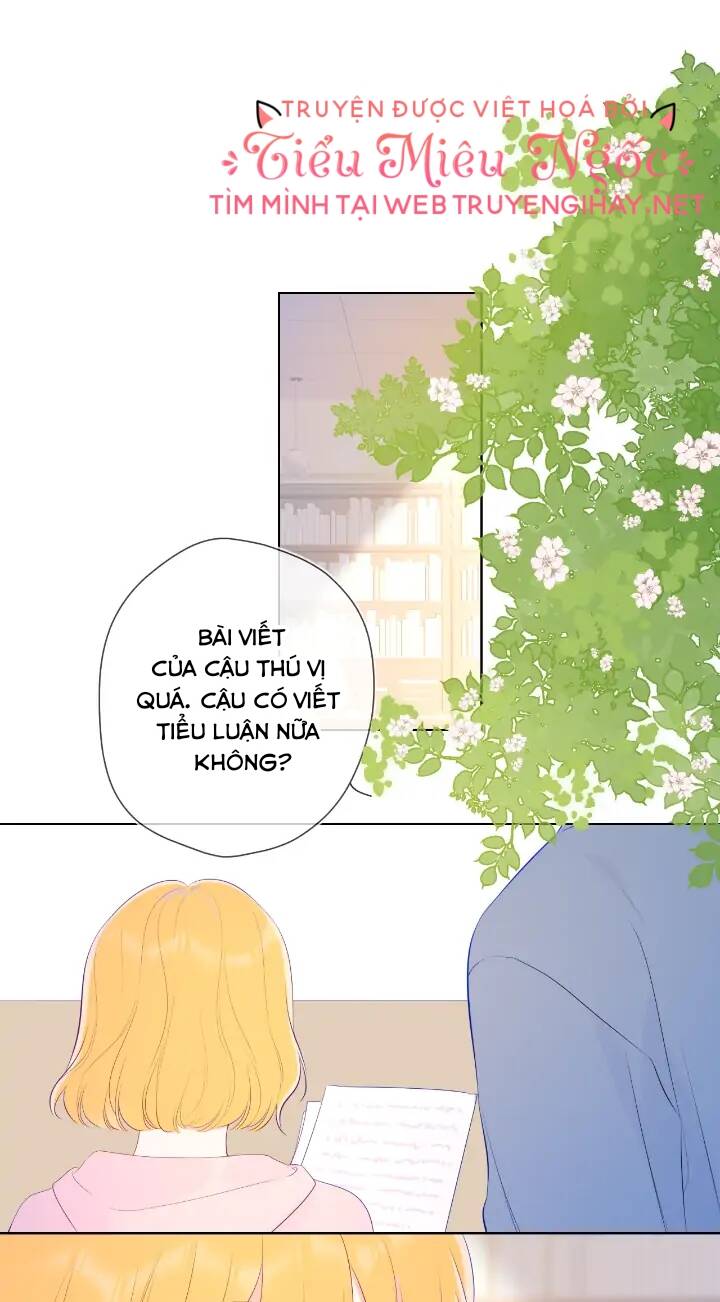 TRUYỆN ĐƯỢC VIỆT HOÁ BỞI
TIỂU MIÊU NGỐC
TÌM MÌNH TẠI WEB TRUYENGIHAY.NET
BÀI VIẾT
CỦA CẬU THÚ VỊ
QUÁ. CẬU CÓ VIẾT
TIỂU LUẬN NỮA
KHÔNG?